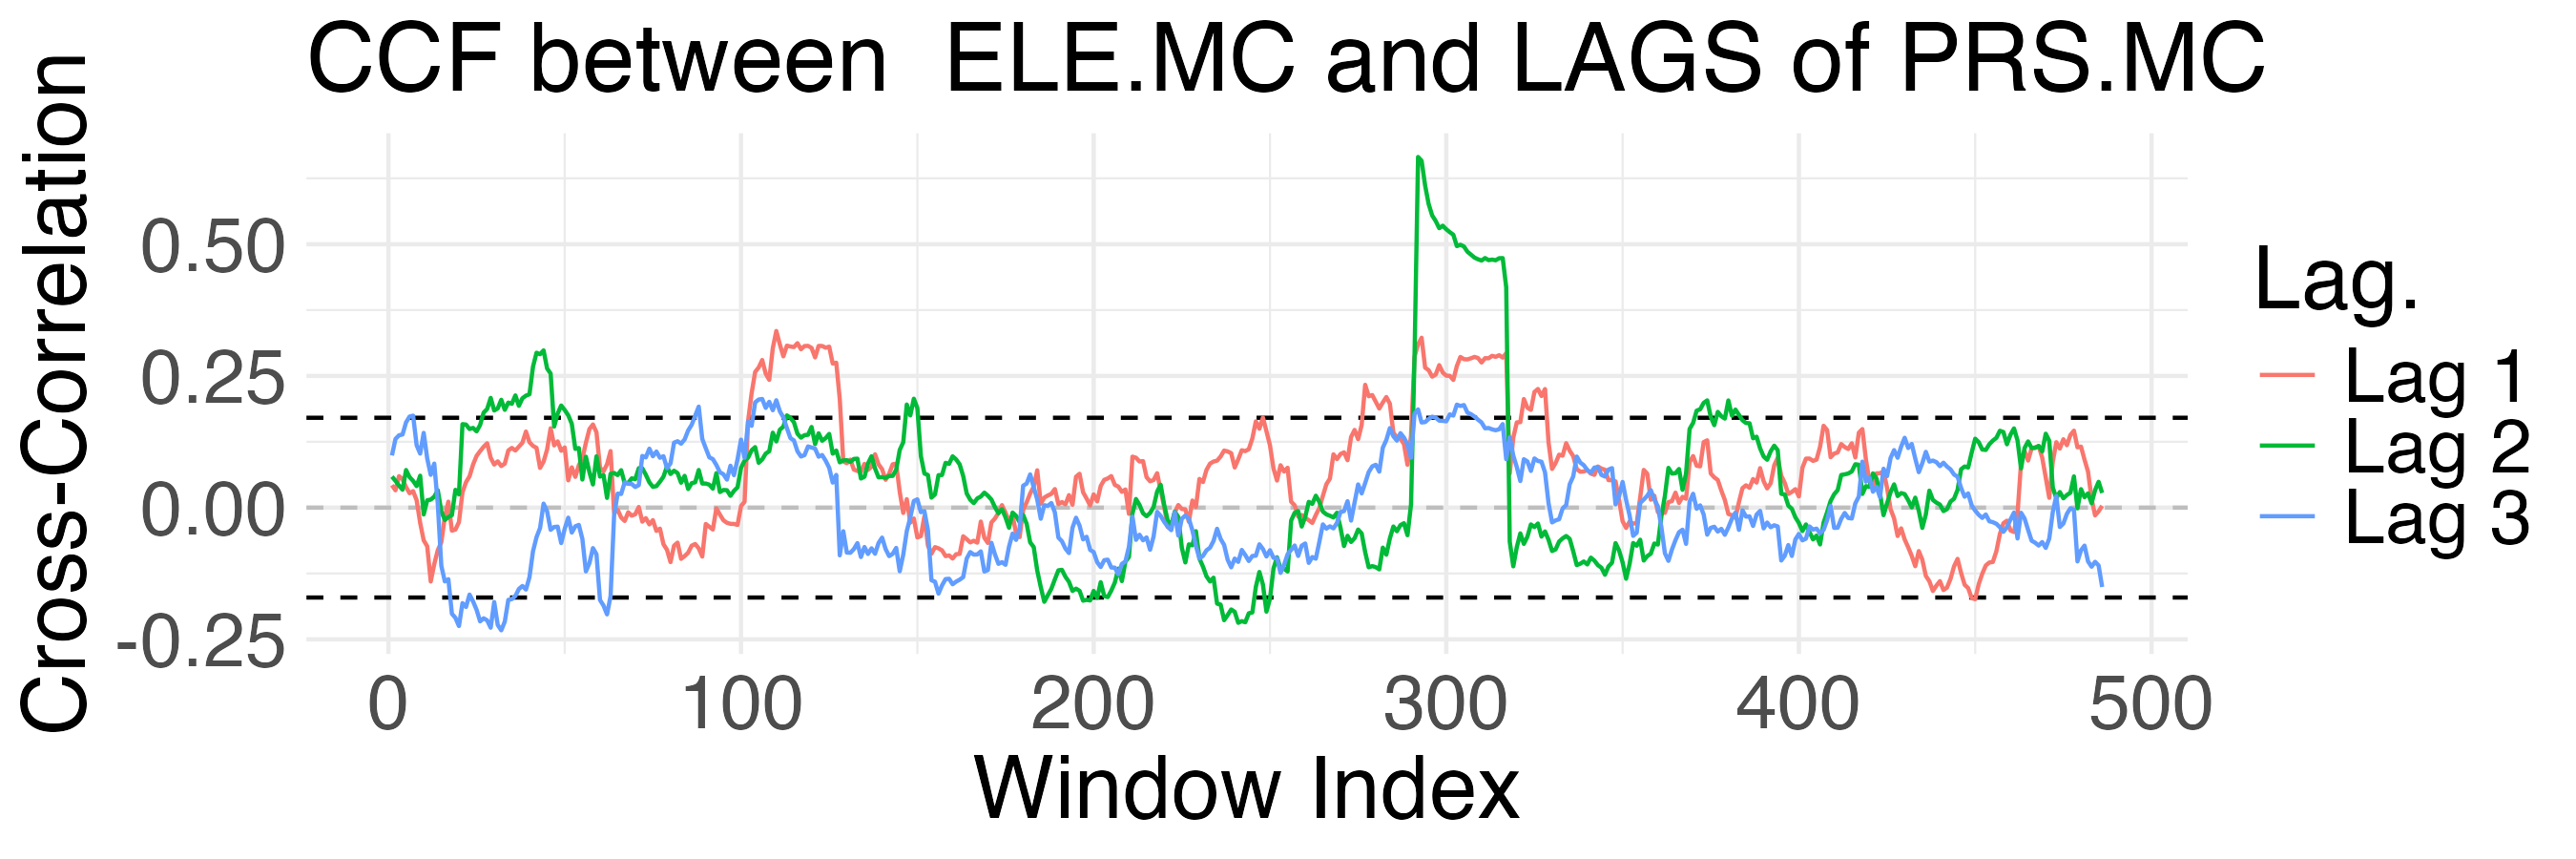 CCF between  ELE.MC and LAGS of PRS.MC
Cross-Correlation
0.50
0.25
0.00
-0.25
0 100 200 300 400 500
Window Index
Lag.
Lag 1
Lag 2
Lag 3